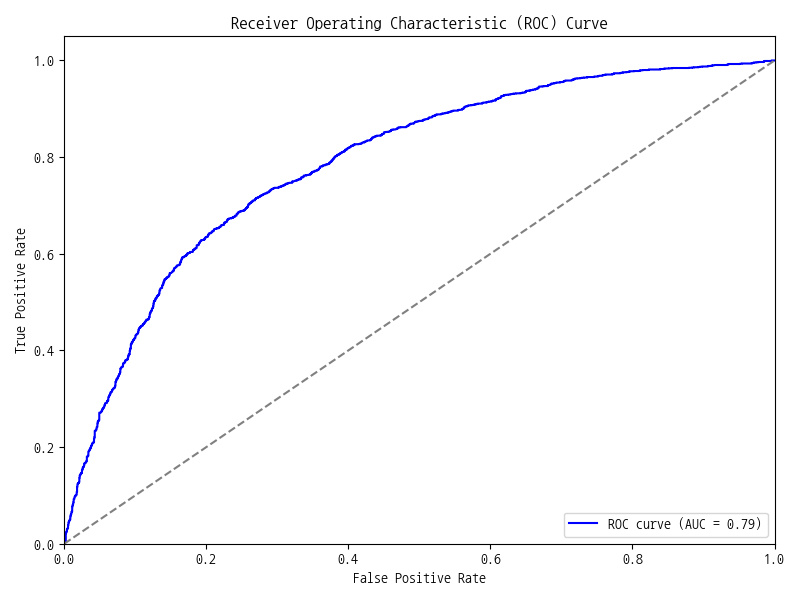 Receiver Operating Characteristic (ROC) Curve
1.0
0.8
0.6
0.4
0.2
0.0
True Positive Rate
ROC curve (AUC = 0.79)
0.0 0.2 0.4 0.6 0.8 1.0
False Positive Rate